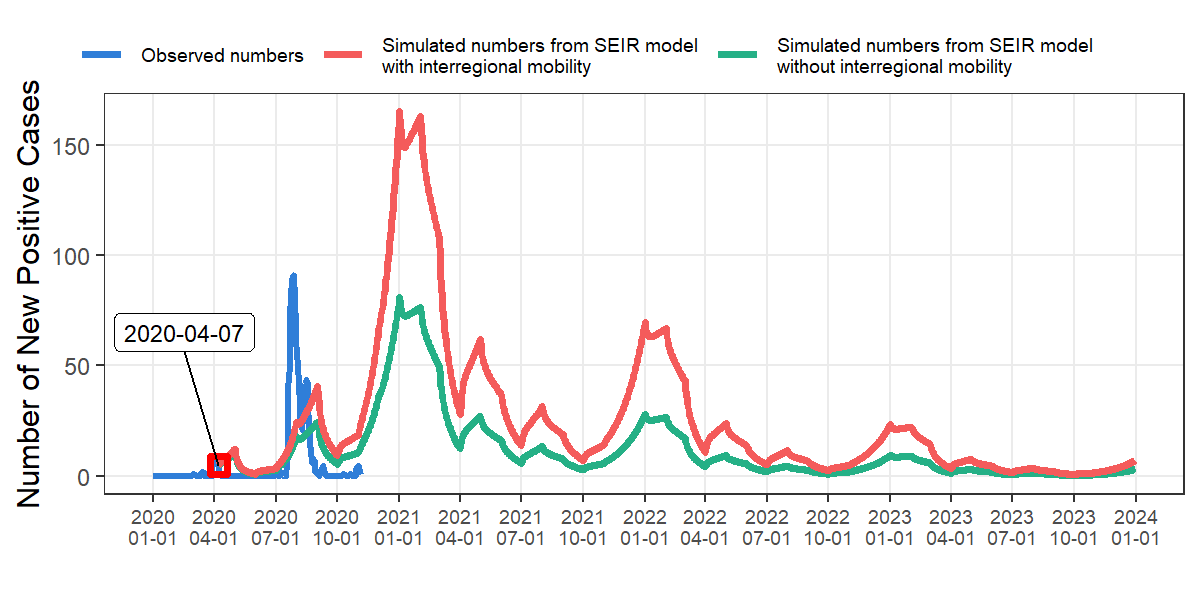 Observed numbers
Simulated numbers from SEIR model
with interregional mobility
Simulated numbers from SEIR model
without interregional mobility
Number of New Positive Cases
150
100
50
0
2020-04-07
2020 2020 2020 2020 2021 2021 2021 2021 2022 2022 2022 2022 2023 2023 2023 2023 2024
01-01 04-01 07-01 10-01 01-01 04-01 07-01 10-01 01-01 04-01 07-01 10-01 01-01 04-01 07-01 10-01 01-01